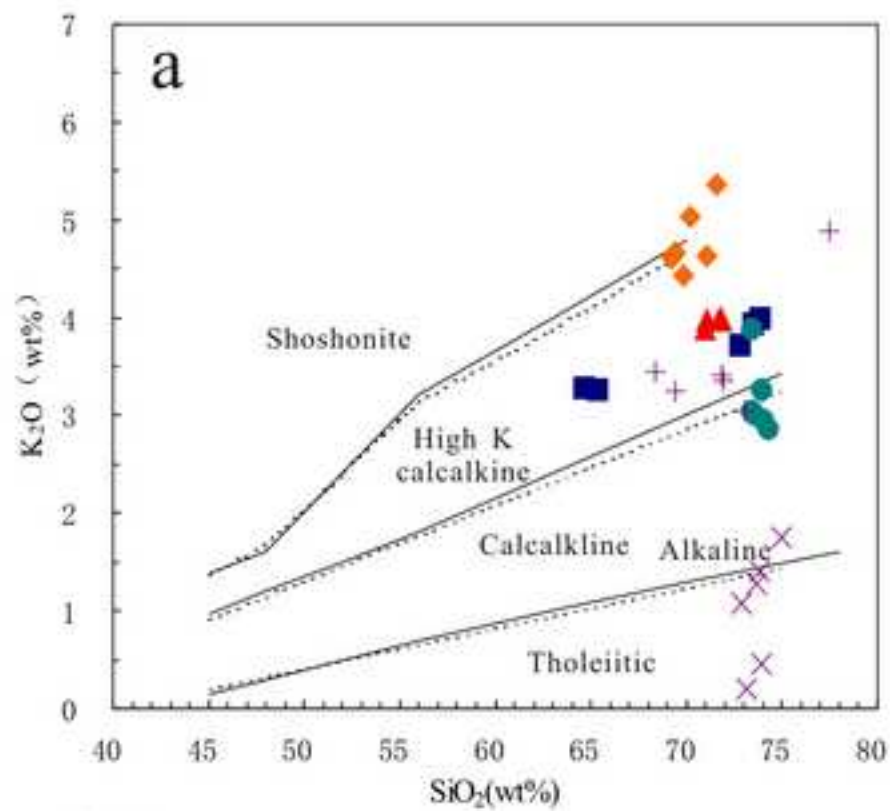 7
a
6
5
4
Shoshonite
K₂O（wt%）
3
High K
calcalkine
2
Calcalkline
Alkaline
1
Tholeiitic
0
40 45 50 55 60 65 70 75 80
SiO₂(wt%)